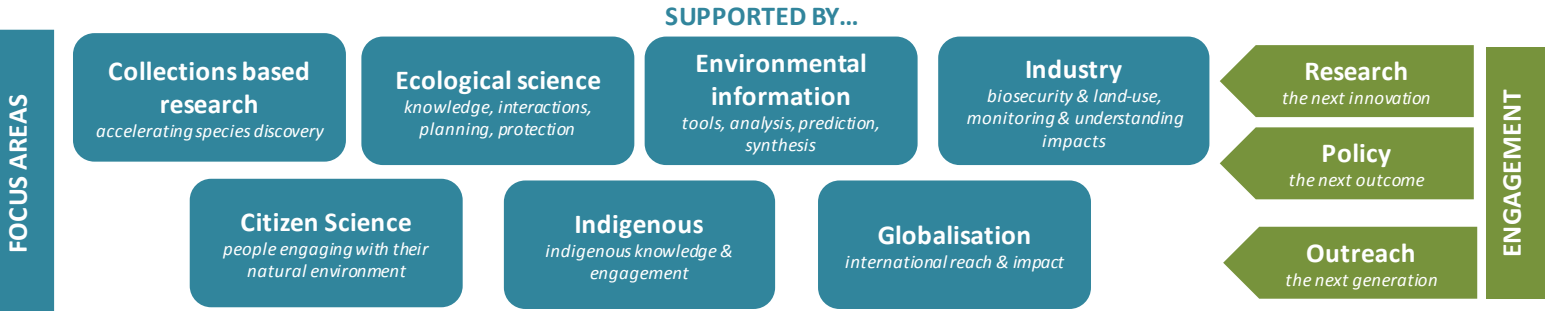 SUPPORTED BY...
FOCUS AREAS
Collections based
research
accelerating species discovery
Ecological science
knowledge, interactions,
planning, protection
Environmental
information
tools, analysis, prediction,
synthesis
Industry
biosecurity & land-use,
monitoring & understanding
impacts
Citizen Science
people engaging with their
natural environment
Indigenous
indigenous knowledge &
engagement
Globalisation
international reach & impact
Research
the next innovation
Policy
the next outcome
Outreach
the next generation
ENGAGEMENT